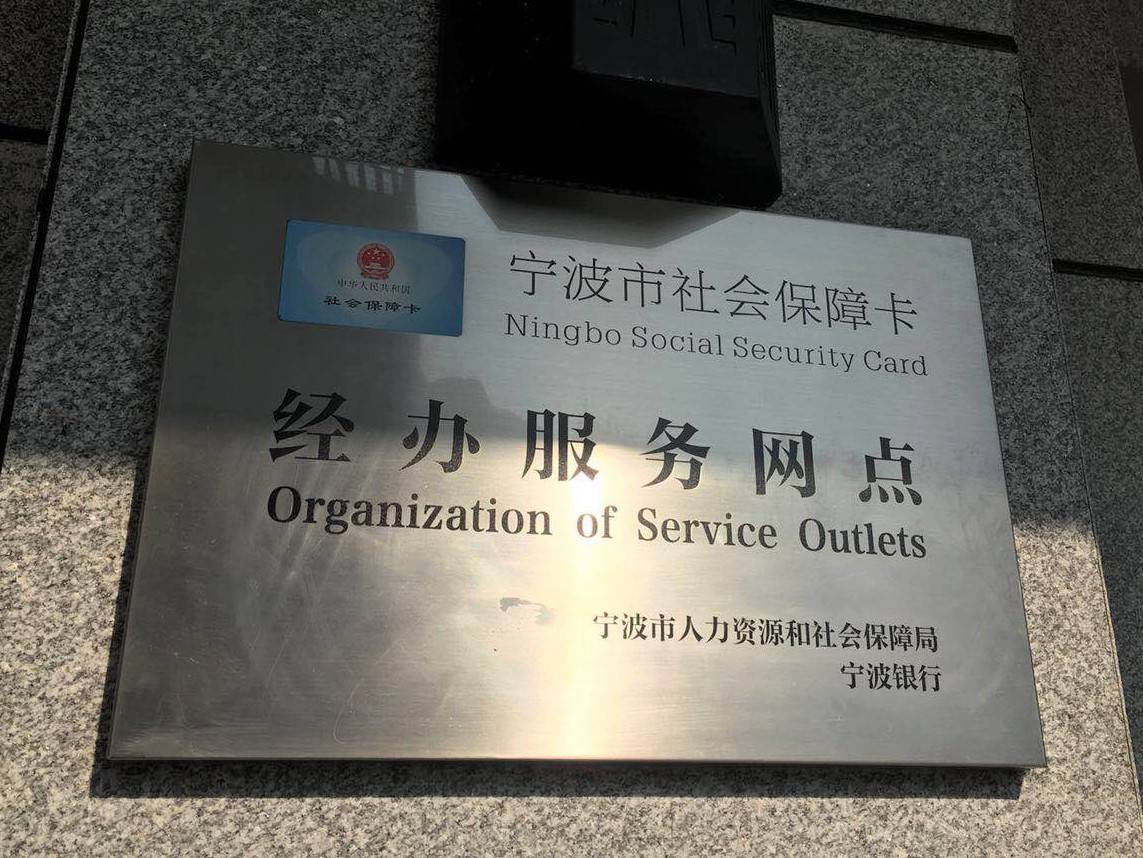 中华人民共和国
社会保障卡
宁波市社会保障卡
Ningbo Social Security Card
经办服务网点
Organization of Service Outlets
宁波市人力资源和社会保障局
宁波银行